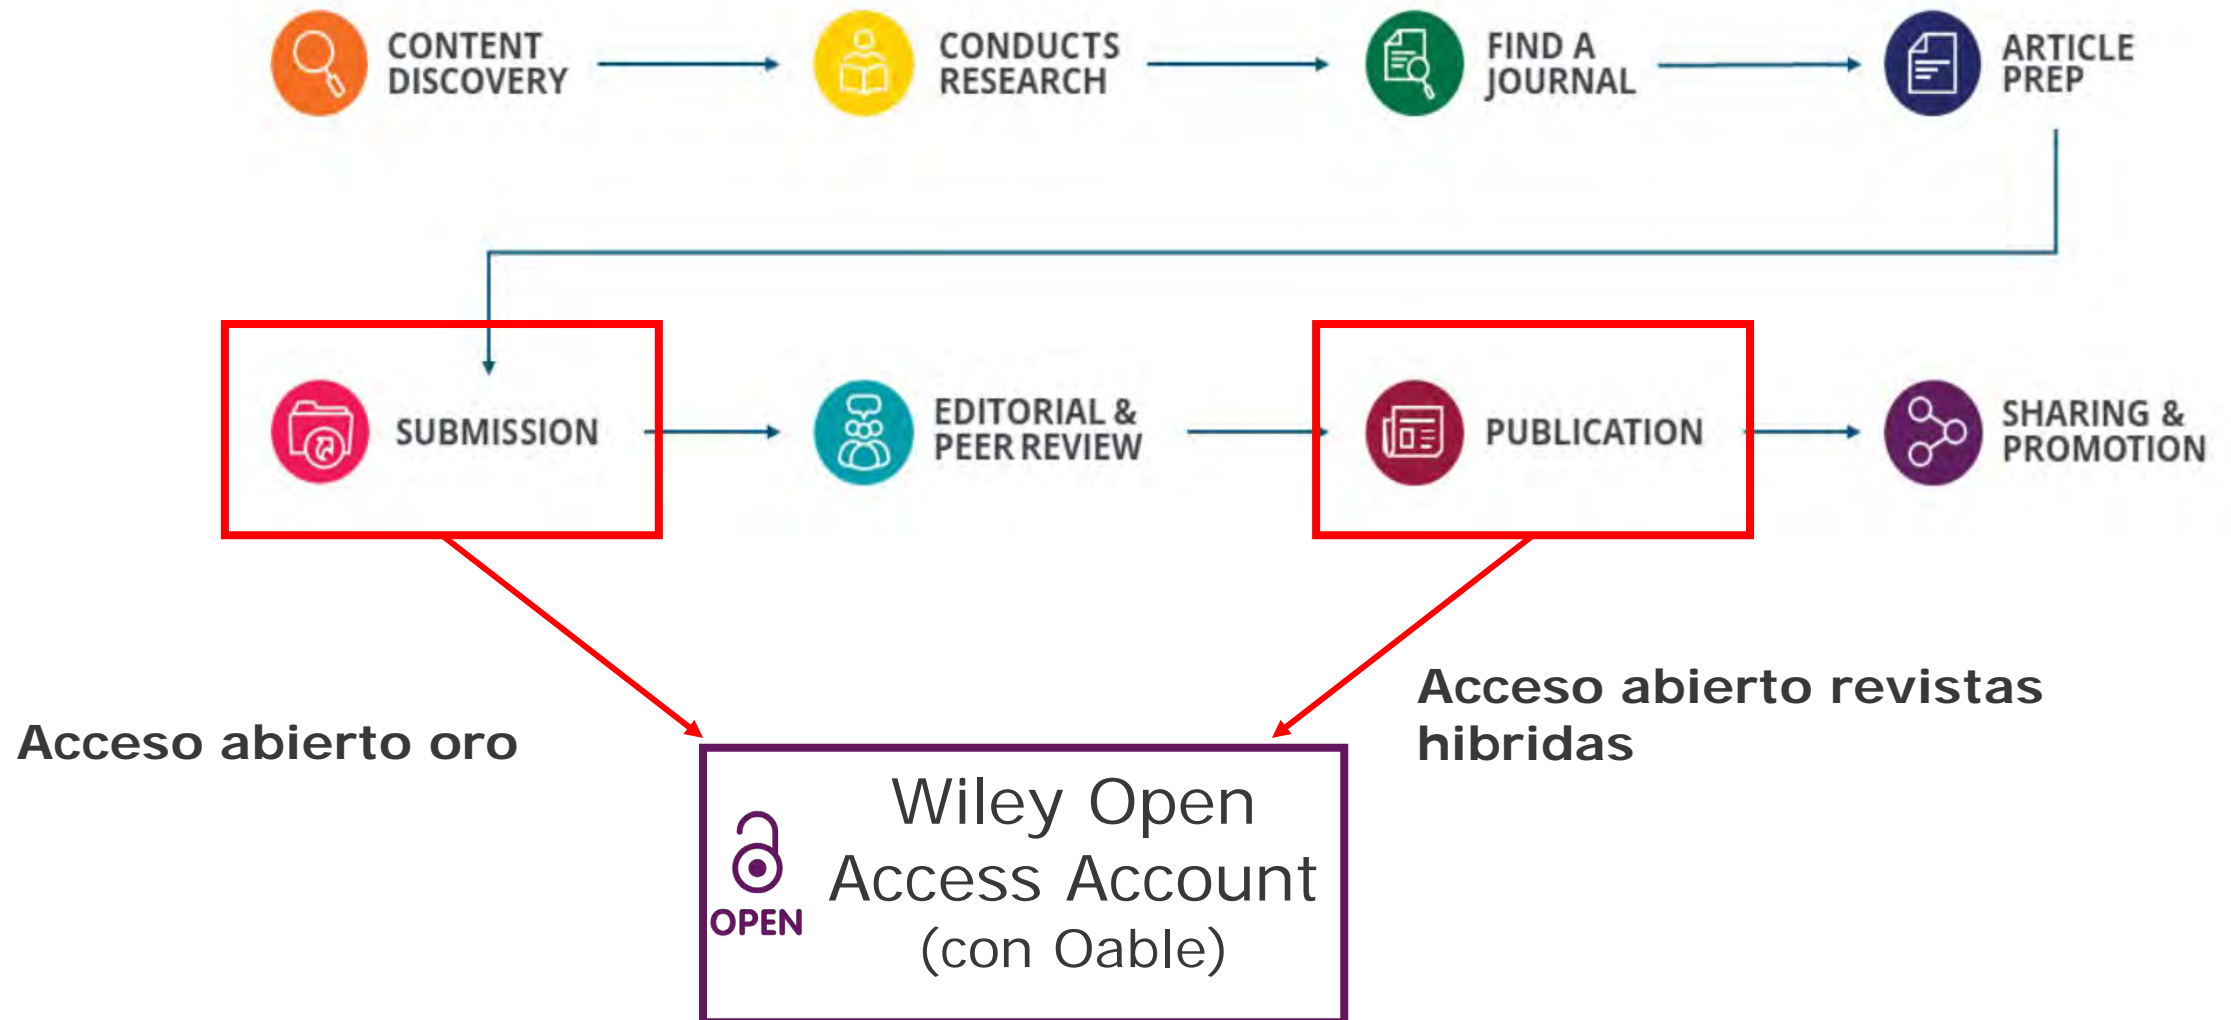 CONTENT
DISCOVERY
CONDUCTS
RESEARCH
FIND A
JOURNAL
ARTICLE
PREP
SUBMISSION
EDITORIAL &
PEER REVIEW
PUBLICATION
SHARING &
PROMOTION
Acceso abierto oro
Acceso abierto revistas
hibridas
OPEN
Wiley Open
Access Account
(con Oable)